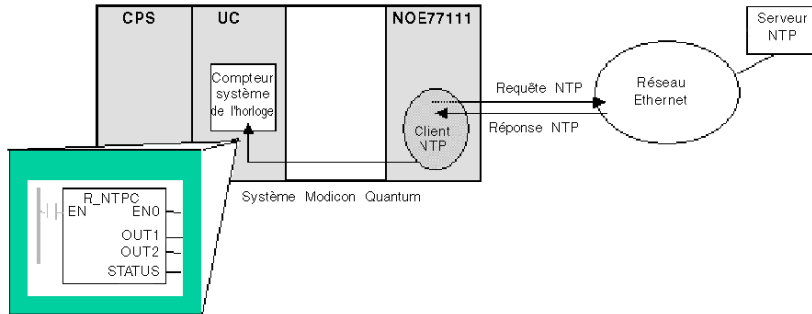 CPS
UC
NOE77111
Serveur
NTP
Compteur
système
de l'horloge
Client
NTP
Requête NTP
Réponse NTP
Réseau
Ethernet
Système Modicon Quantum
R_NTPC
EN ENO
OUT1
OUT2
STATUS